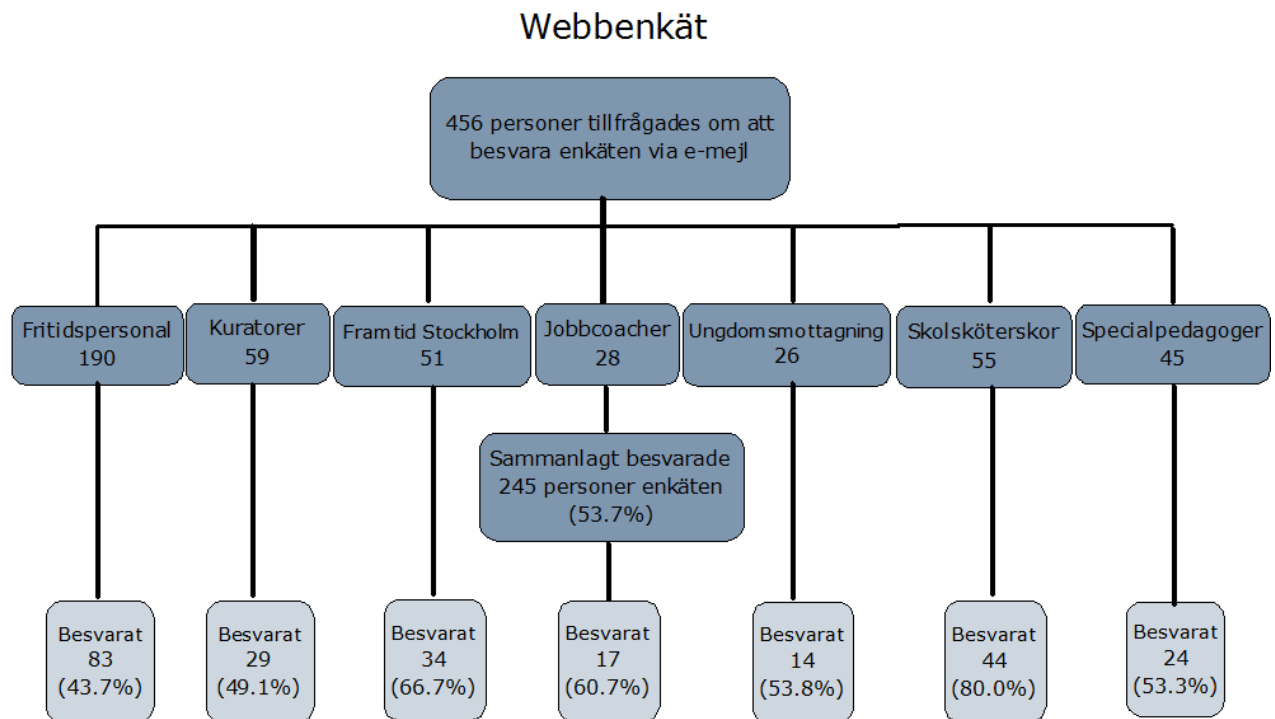 Webbenkät
456 personer tillfrågades om att
besvara enkäten via e-mejl
Fritidspersonal
190
Kuratorer
59
Framtid Stockholm
51
Jobbcoacher
28
Ungdomsmottagning
26
Skolsköterskor
55
Specialpedagoger
45
Sammanlagt besvarade
245 personer enkäten
(53.7%)
Besvarat
83
(43.7%)
Besvarat
29
(49.1%)
Besvarat
34
(66.7%)
Besvarat
17
(60.7%)
Besvarat
14
(53.8%)
Besvarat
44
(80.0%)
Besvarat
24
(53.3%)